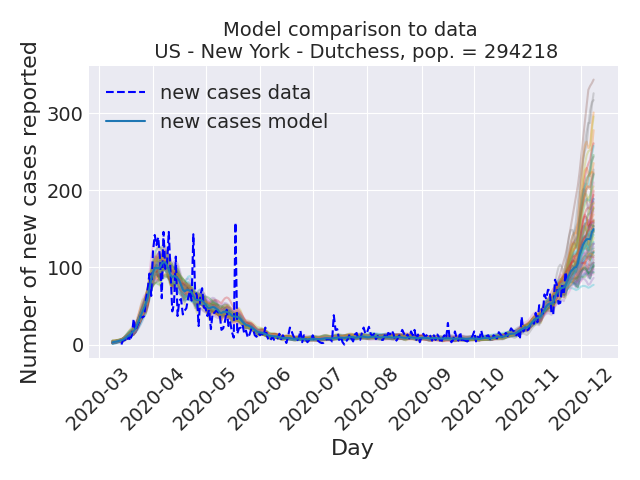 Model comparison to data
US - New York - Dutchess, pop. = 294218
Number of new cases reported
300
200
100
0
new cases data
new cases model
2020-03
2020-04
2020-05
2020-06
2020-07
2020-08
2020-09
2020-10
2020-11
2020-12
Day